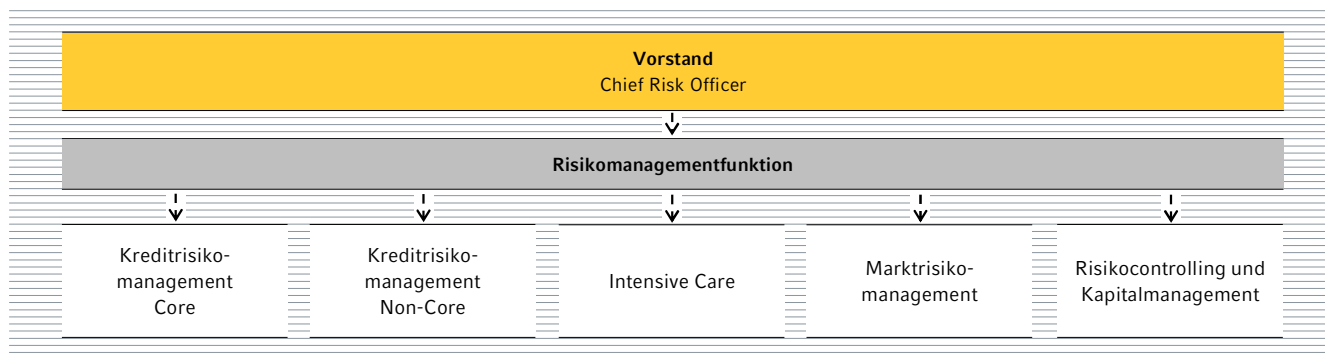 Vorstand
Chief Risk Officer
Risikomanagementfunktion
Kreditrisiko-
management
Core
Kreditrisiko-
management
Non-Core
Intensive Care
Marktrisiko-
management
Risikocontrolling und
Kapitalmanagement